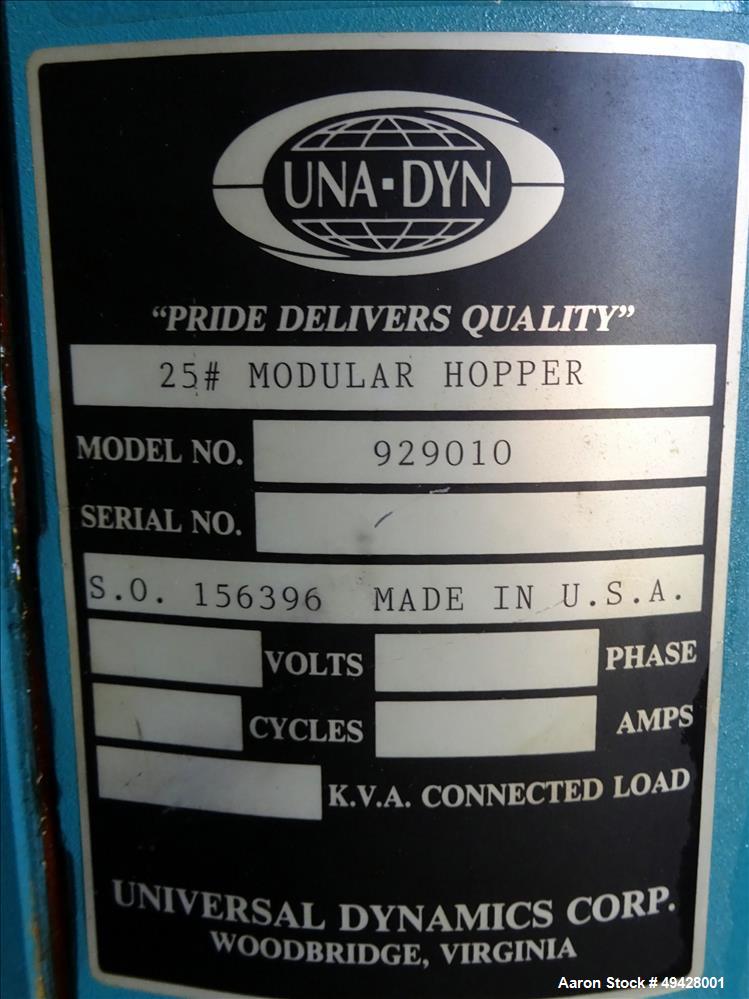 UNA-DYN
"PRIDE DELIVERS QUALITY"
25# MODULAR HOPPER
MODEL NO. 929010
SERIAL NO.
S.O. 156396 MADE IN U.S.A.
VOLTS PHASE
CYCLES AMPS
K.V.A. CONNECTED LOAD
UNIVERSAL DYNAMICS CORP.
WOODBRIDGE, VIRGINIA
Aaron Stock # 49428001